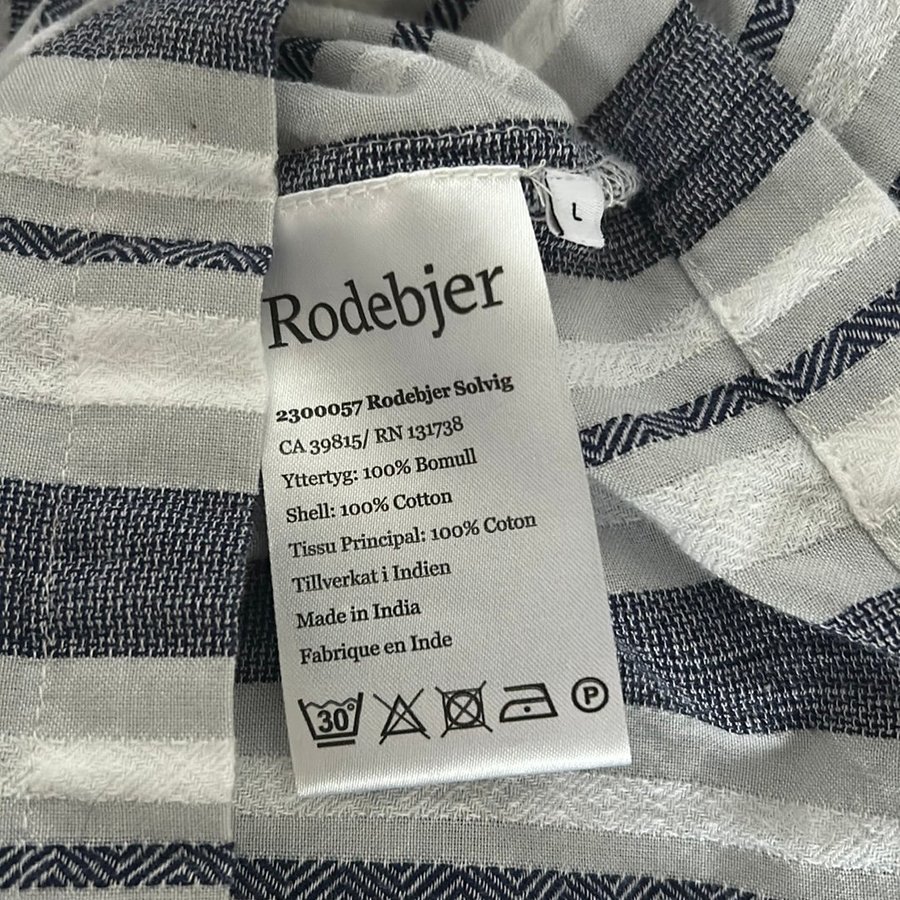 L
Rodebjer
2300057 Rodebjer Solvig
CA 39815/ RN 131738
Yttertyg: 100% Bomull
Shell: 100% Cotton
Tissu Principal: 100% Coton
Tillverkat i Indien
Made in India
Fabrique en Inde
30° P